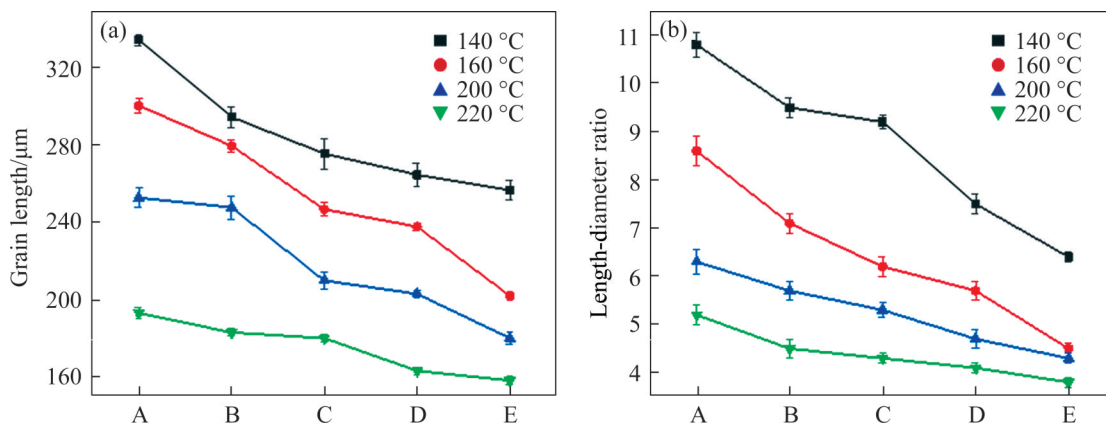 (a)
140 °C
160 °C
200 °C
220 °C
320
280
240
200
160
Grain length/μm
A B C D E
(b)
140 °C
160 °C
200 °C
220 °C
11
10
9
8
7
6
5
4
Length-diameter ratio
A B C D E